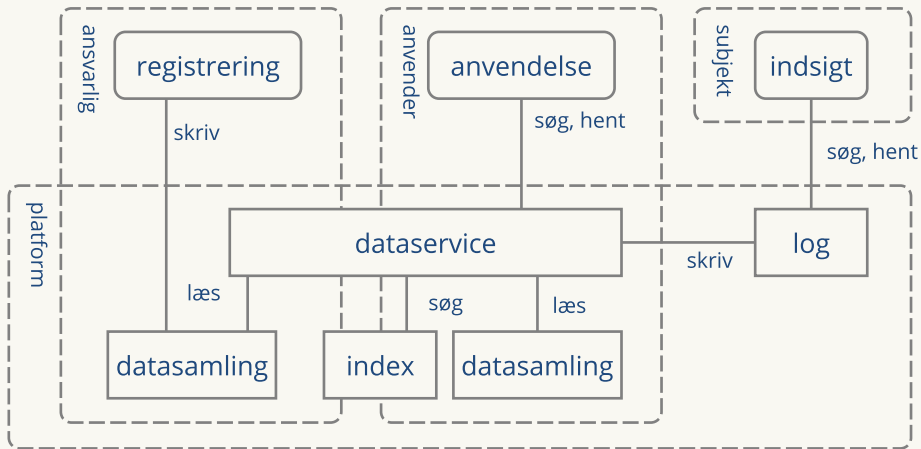 ansvarlig
registrering
anvender
anvendelse
subjekt
indsigt
skriv
søg, hent
søg, hent
platform
dataservice
skriv
log
læs
søg
læs
datasamling
index
datasamling